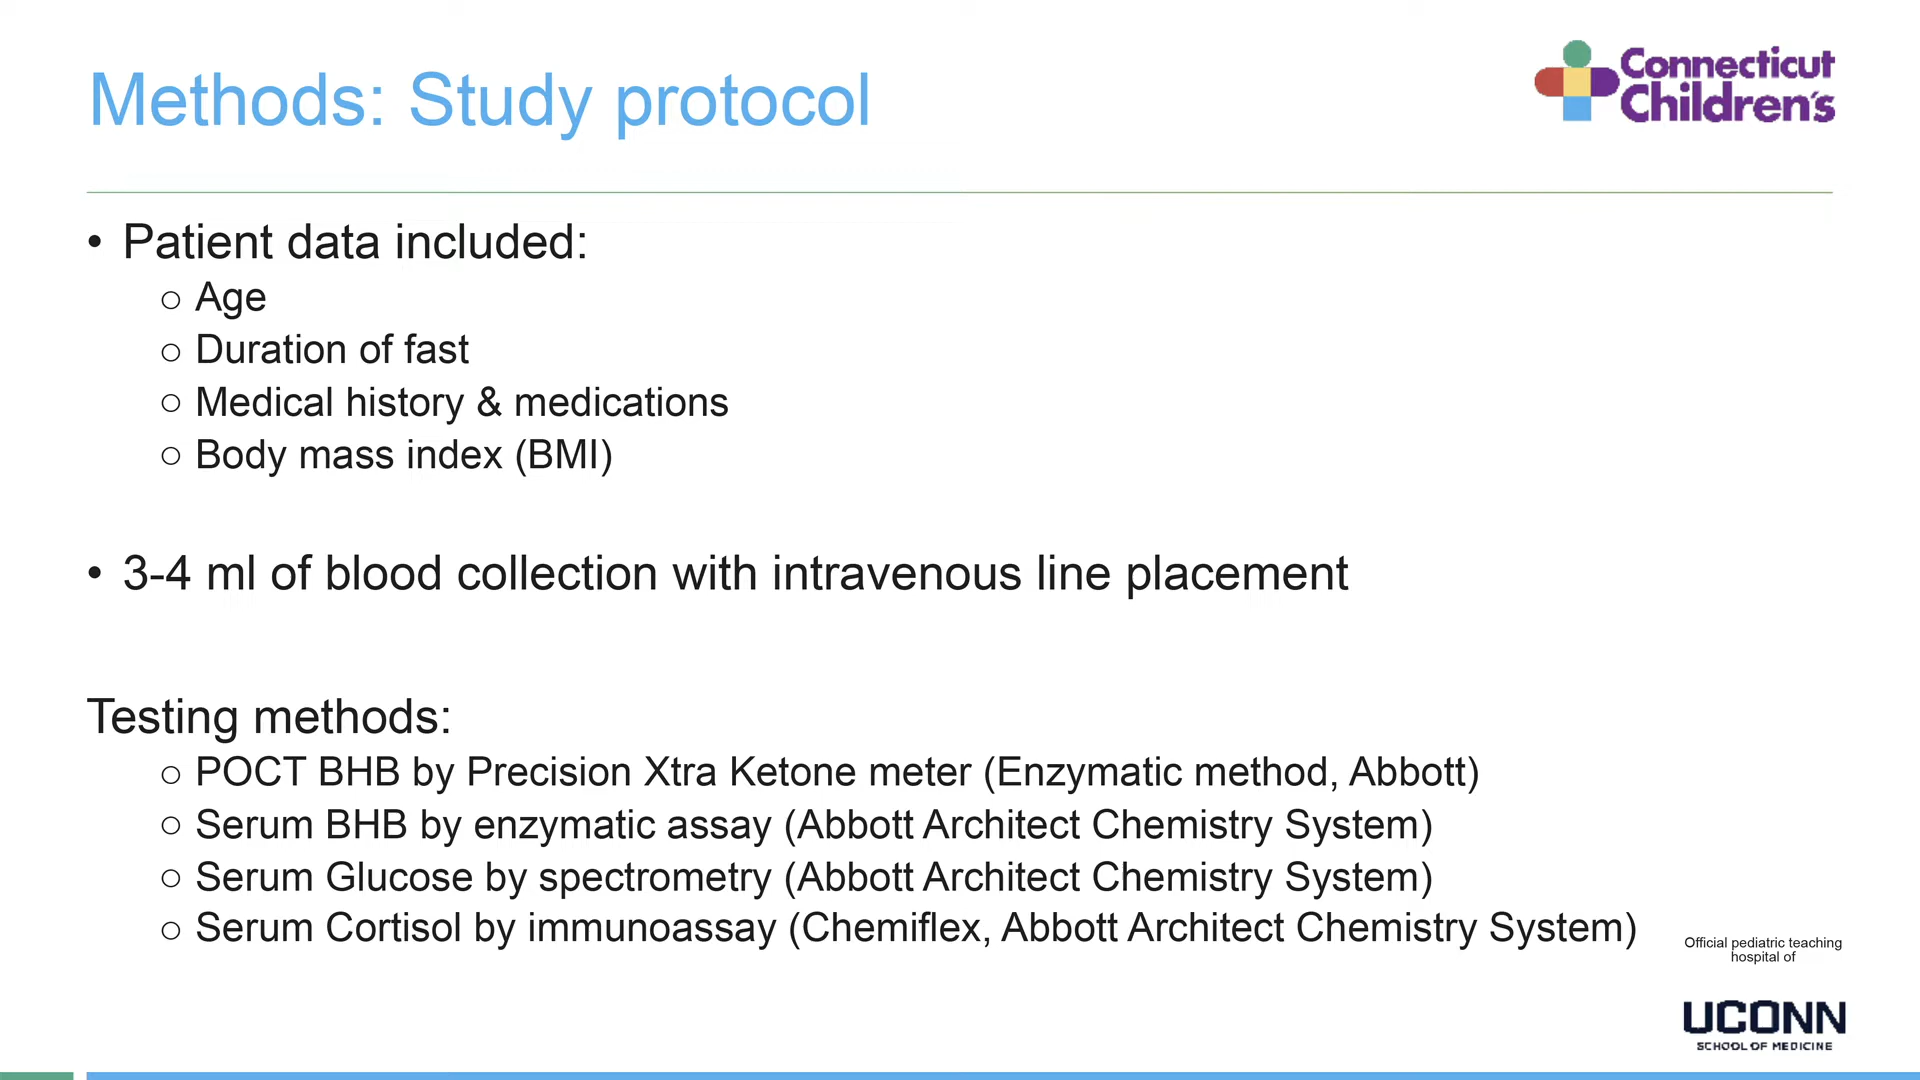 Methods: Study protocol
Connecticut
Children's
• Patient data included:
○ Age
○ Duration of fast
○ Medical history & medications
○ Body mass index (BMI)
• 3-4 ml of blood collection with intravenous line placement
Testing methods:
○ POCT BHB by Precision Xtra Ketone meter (Enzymatic method, Abbott)
○ Serum BHB by enzymatic assay (Abbott Architect Chemistry System)
○ Serum Glucose by spectrometry (Abbott Architect Chemistry System)
○ Serum Cortisol by immunoassay (Chemiflex, Abbott Architect Chemistry System)
Official pediatric teaching
hospital of
UCONN
SCHOOL OF MEDICINE